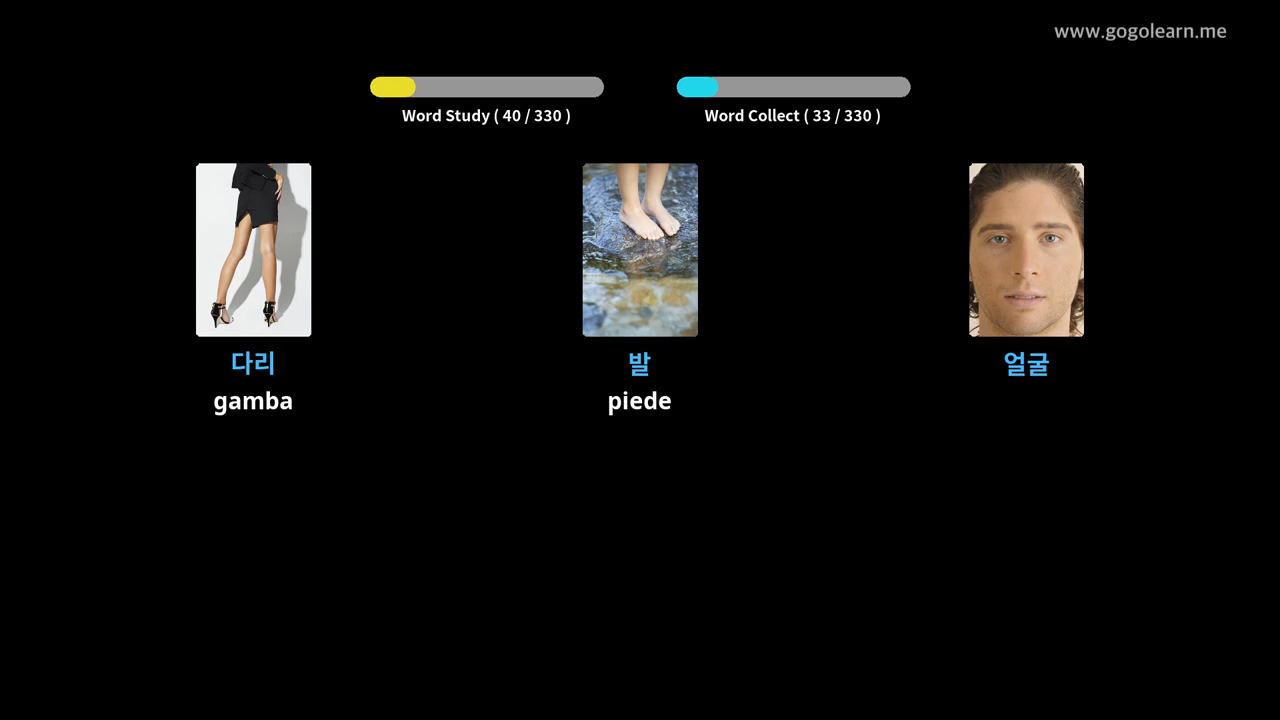 www.gogolearn.me
Word Study ( 40 / 330 )
Word Collect ( 33 / 330 )
다리
발
얼굴
gamba
piede